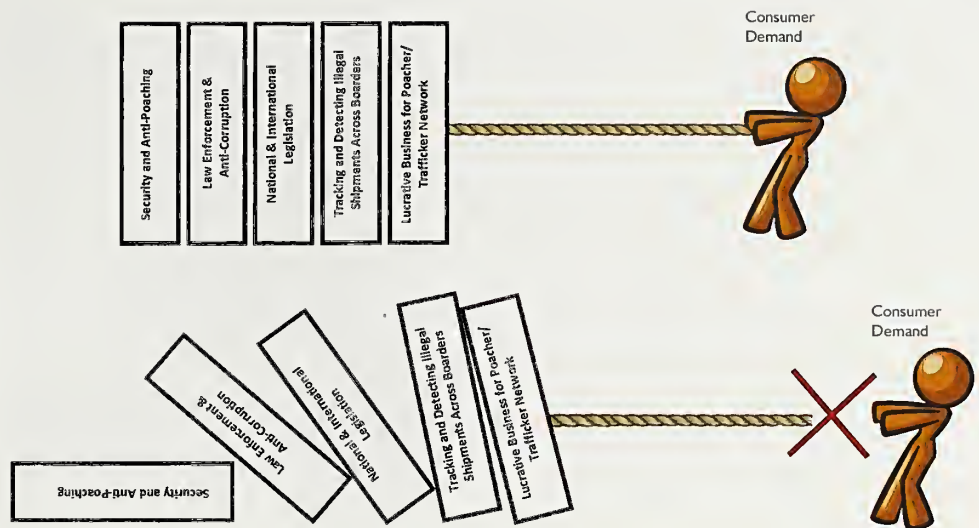 Consumer
Demand
Security and Anti-Poaching
Law Enforcement &
Anti-Corruption
National & International
Legislation
Tracking and Detecting Illegal
Shipments Across Boarders
Lucrative Business for Poacher/
Trafficker Network
Consumer
Demand
Security and Anti-Poaching
Law Enforcement &
Anti-Corruption
National & International
Legislation
Tracking and Detecting Illegal
Shipments Across Boarders
Lucrative Business for Poacher/
Trafficker Network